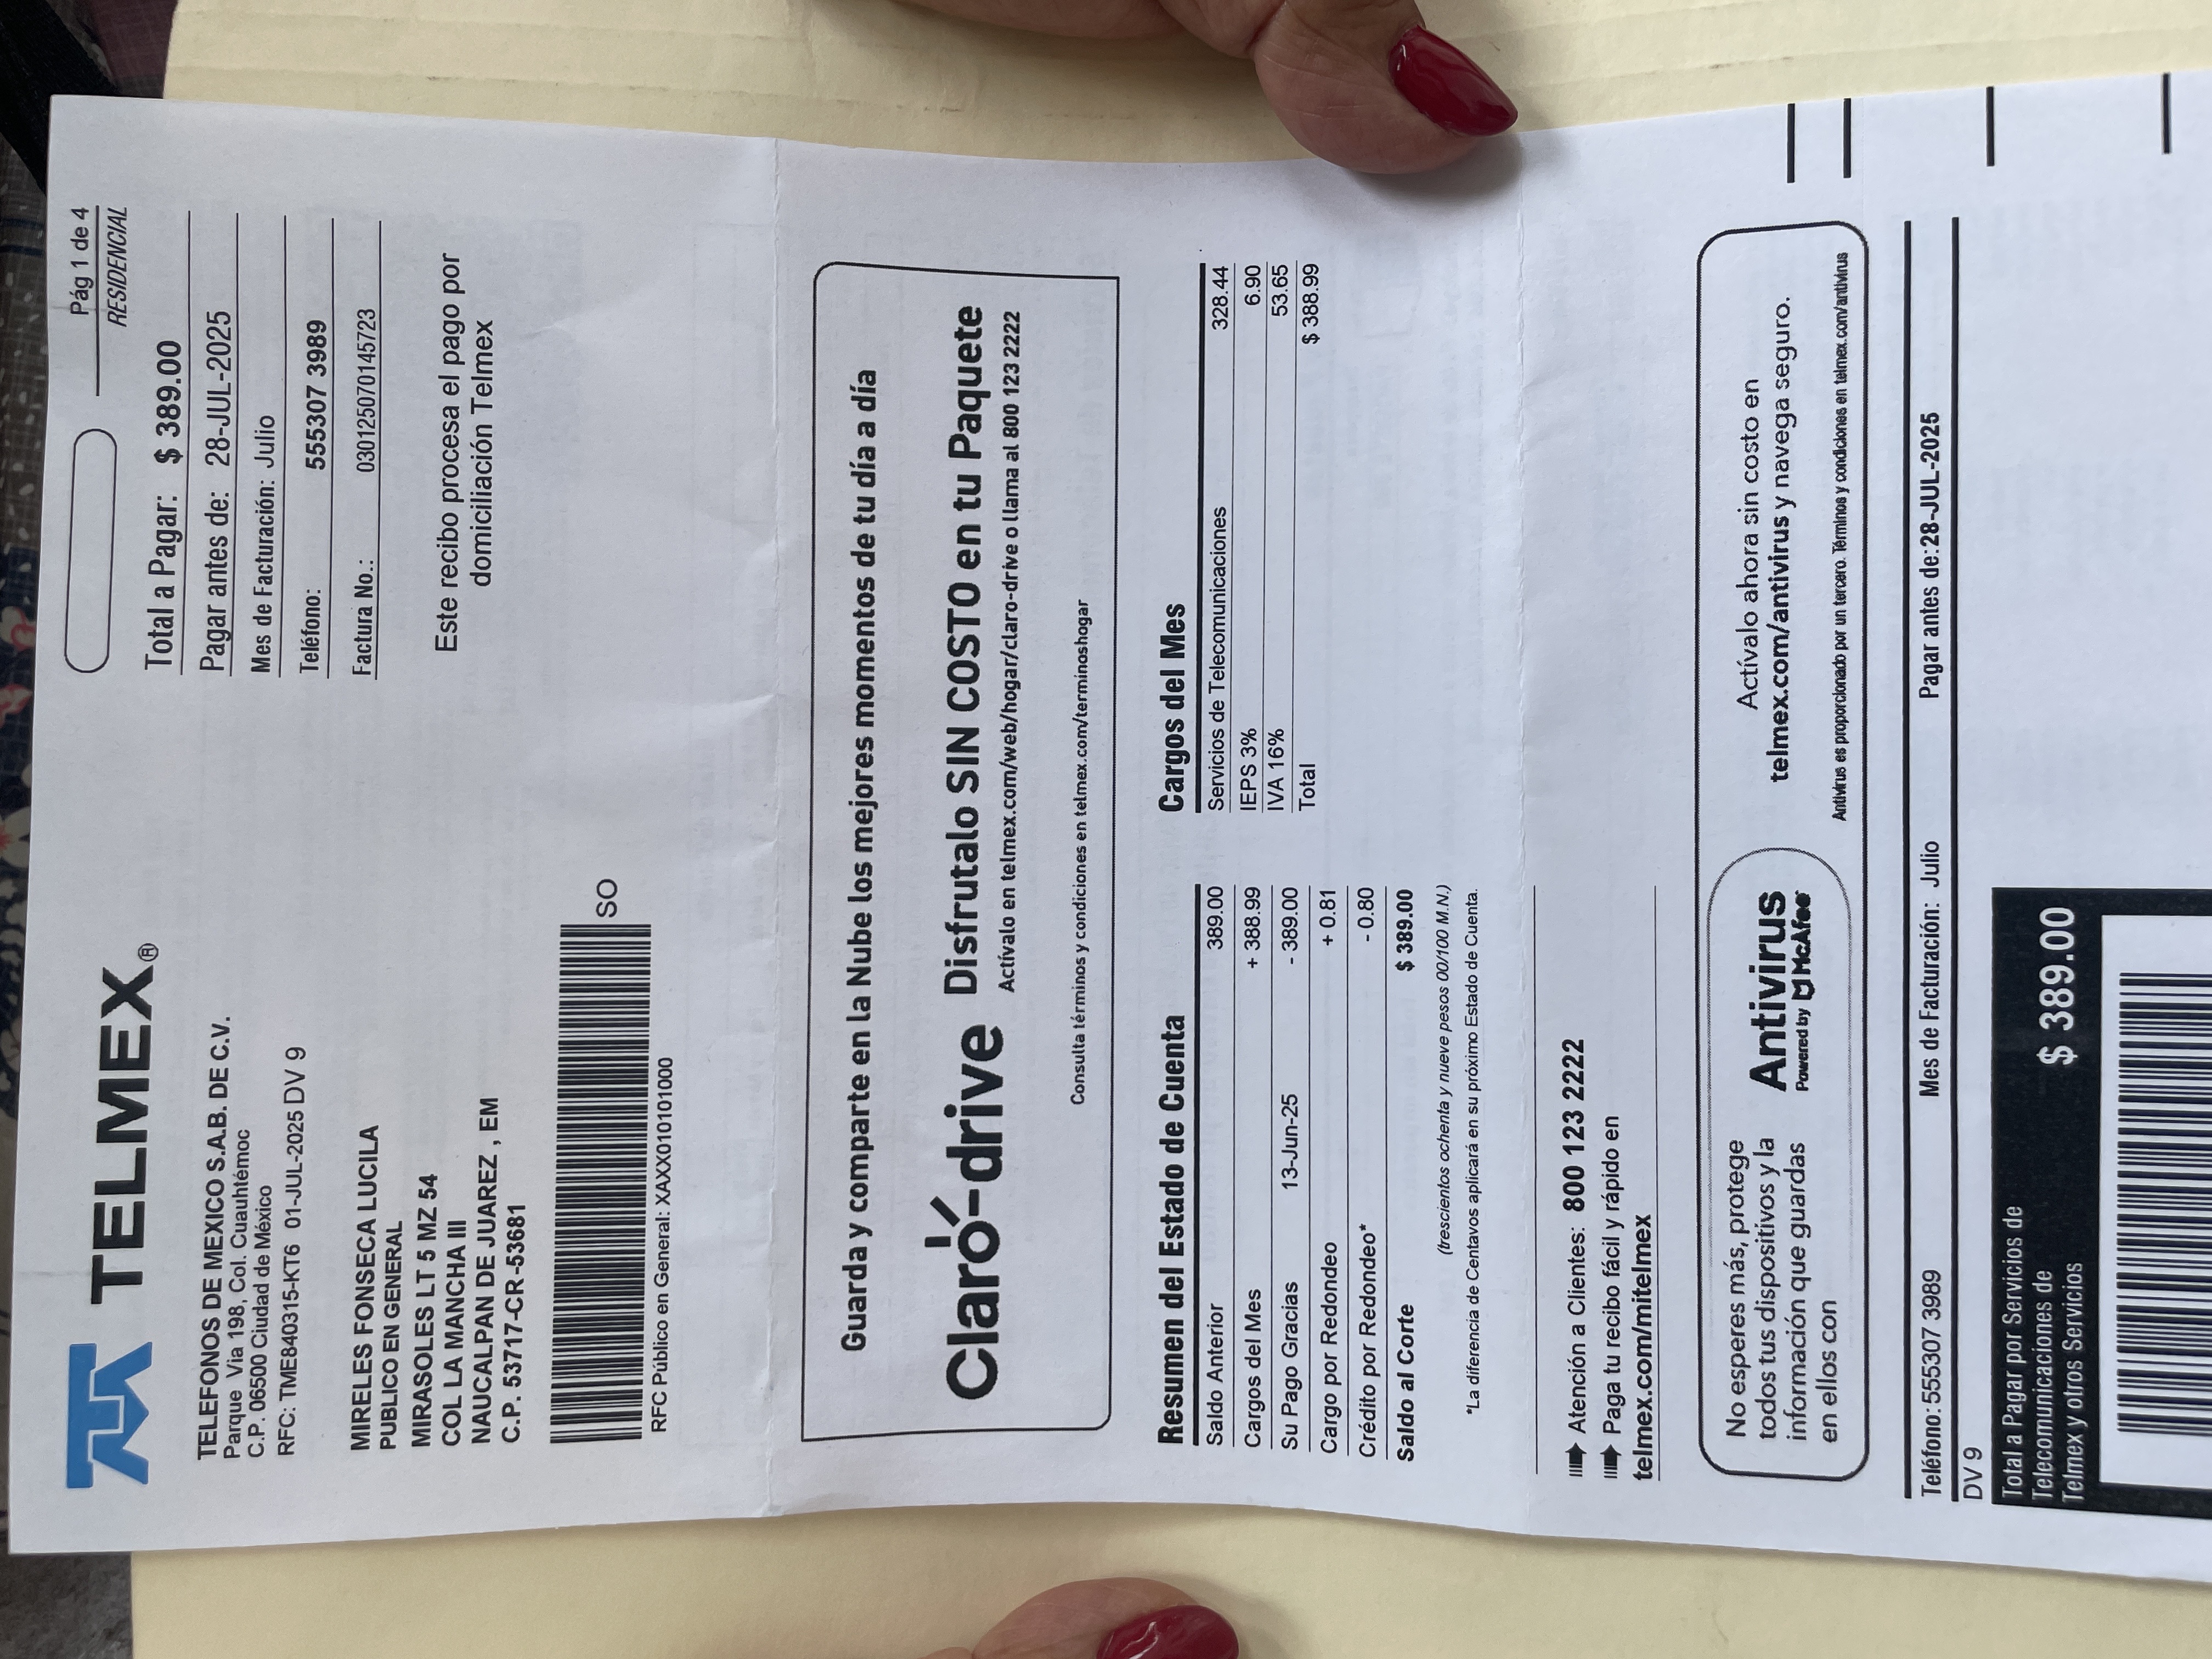 TELMEX®
Pág 1 de 4
RESIDENCIAL
TELEFONOS DE MEXICO S.A.B. DE C.V.
Parque Via 198, Col. Cuauhtémoc
C.P. 06500 Ciudad de México
RFC: TME840315-KT6 01-JUL-2025 DV 9
MIRELES FONSECA LUCILA
PUBLICO EN GENERAL
MIRASOLES LT 5 MZ 54
COL LA MANCHA III
NAUCALPAN DE JUAREZ , EM
C.P. 53717-CR -53681
SO
RFC Público en General: XAXX010101000
Total a Pagar: $ 389.00
Pagar antes de: 28-JUL-2025
Mes de Facturación: Julio
Teléfono: 555307 3989
Factura No.: 030125070145723
Este recibo procesa el pago por
domiciliación Telmex
Guarda y comparte en la Nube los mejores momentos de tu día a día
Claro-drive Disfrutalo SIN COSTO en tu Paquete
Actívalo en telmex.com/web/hogar/claro-drive o llama al 800 123 2222
Consulta términos y condiciones en telmex.com/terminoshogar
Resumen del Estado de Cuenta
Saldo Anterior 389.00
Cargos del Mes + 388.99
Su Pago Gracias 13-Jun-25 - 389.00
Cargo por Redondeo + 0.81
Crédito por Redondeo* - 0.80
Saldo al Corte $ 389.00
(trescientos ochenta y nueve pesos 00/100 M.N.)
*La diferencia de Centavos aplicará en su próximo Estado de Cuenta.
Cargos del Mes
Servicios de Telecomunicaciones 328.44
IEPS 3% 6.90
IVA 16% 53.65
Total $ 388.99
Atención a Clientes: 800 123 2222
Paga tu recibo fácil y rápido en
telmex.com/mitelmex
No esperes más, protege
todos tus dispositivos y la
información que guardas
en ellos con
Antivirus
Powered by McAfee
Actívalo ahora sin costo en
telmex.com/antivirus y navega seguro.
Antivirus es proporcionado por un tercero. Términos y condiciones en telmex.com/antivirus
Teléfono: 555307 3989 Mes de Facturación: Julio Pagar antes de:28-JUL-2025
DV 9
Total a Pagar por Servicios de
Telecomunicaciones de
Telmex y otros Servicios
$ 389.00